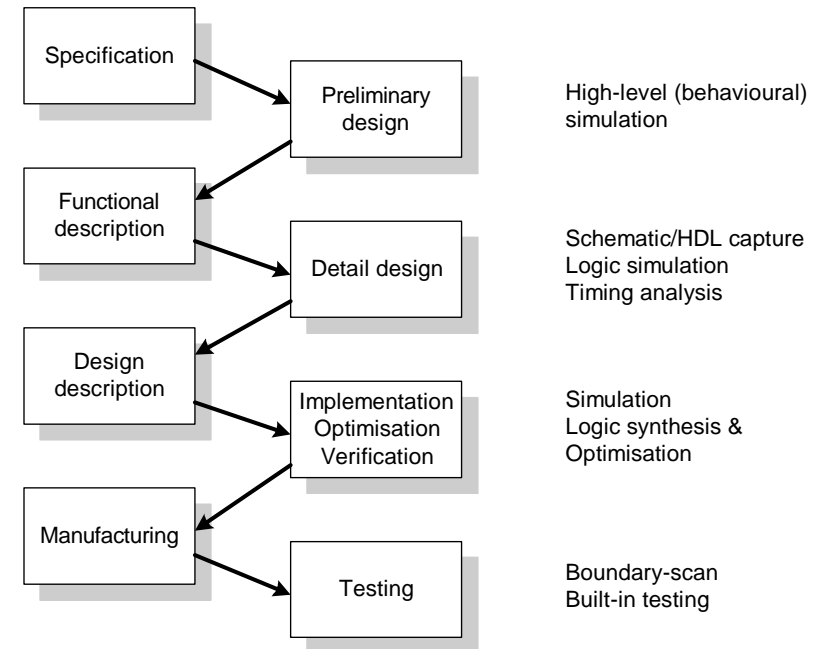 Specification
Preliminary
design
High-level (behavioural)
simulation
Functional
description
Detail design
Schematic/HDL capture
Logic simulation
Timing analysis
Design
description
Implementation
Optimisation
Verification
Simulation
Logic synthesis &
Optimisation
Manufacturing
Testing
Boundary-scan
Built-in testing